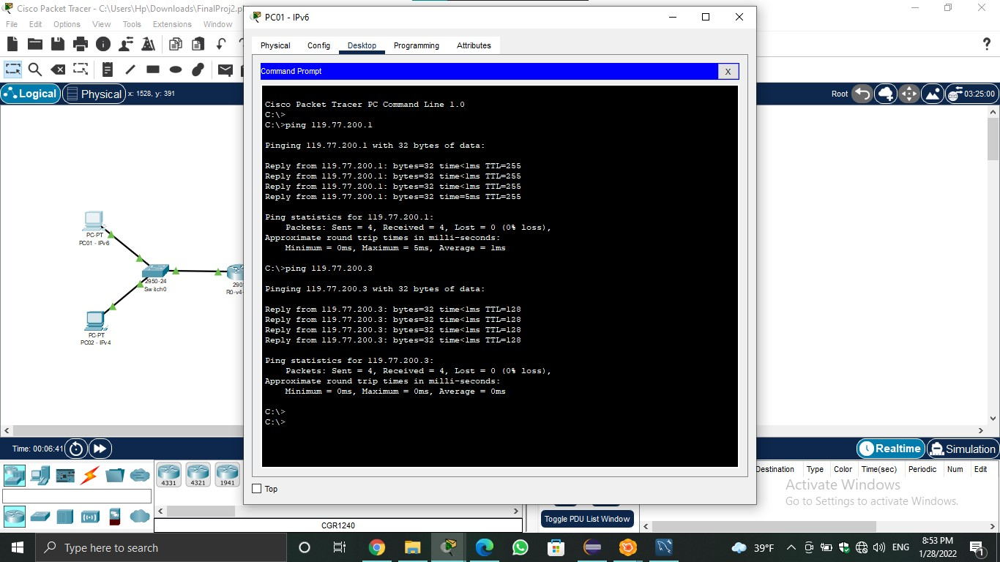 Cisco Packet Tracer - C:\Users\Hp\Downloads\FinalProj2.p
File Edit Options View Tools Extensions Window
PC01 - IPv6
Physical Config Desktop Programming Attributes
Command Prompt
X
Logical
Physical
x: 1528, y: 391
Root
03:25:00
Cisco Packet Tracer PC Command Line 1.0
C:\>
C:\>ping 119.77.200.1
Pinging 119.77.200.1 with 32 bytes of data:
Reply from 119.77.200.1: bytes=32 time<1ms TTL=255
Reply from 119.77.200.1: bytes=32 time<1ms TTL=255
Reply from 119.77.200.1: bytes=32 time<1ms TTL=255
Reply from 119.77.200.1: bytes=32 time=5ms TTL=255
Ping statistics for 119.77.200.1:
Packets: Sent = 4, Received = 4, Lost = 0 (0% loss),
Approximate round trip times in milli-seconds:
Minimum = 0ms, Maximum = 5ms, Average = 1ms
C:\>ping 119.77.200.3
Pinging 119.77.200.3 with 32 bytes of data:
Reply from 119.77.200.3: bytes=32 time<1ms TTL=128
Reply from 119.77.200.3: bytes=32 time<1ms TTL=128
Reply from 119.77.200.3: bytes=32 time<1ms TTL=128
Reply from 119.77.200.3: bytes=32 time<1ms TTL=128
Ping statistics for 119.77.200.3:
Packets: Sent = 4, Received = 4, Lost = 0 (0% loss),
Approximate round trip times in milli-seconds:
Minimum = 0ms, Maximum = 0ms, Average = 0ms
C:\>
C:\>
PC-PT
PC01 - IPv6
2950-24
Switch0
290
R0-v4-
PC-PT
PC02 - IPv4
Top
Time: 00:06:41
Realtime
Simulation
4331
4321
1941
CGR1240
Toggle PDU List Window
Destination Type Color Time(sec) Periodic Num Edit
Activate Windows
Go to Settings to activate Windows.
Type here to search
39°F
ENG
8:53 PM
1/28/2022
1